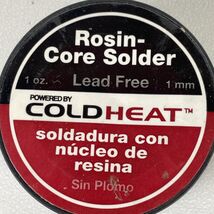 Rosin-
Core Solder
1 oz. Lead Free 1 mm
POWERED BY
COLDHEAT™
soldadura con
núcleo de
resina
Sin Plomo